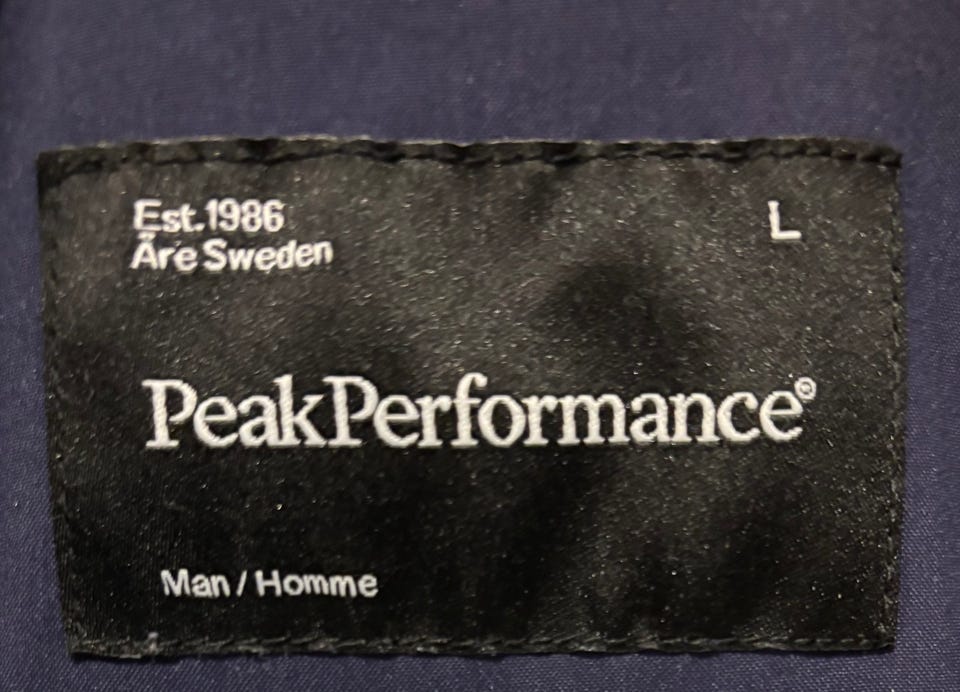 Est.1986
Åre Sweden
L
PeakPerformance®
Man / Homme